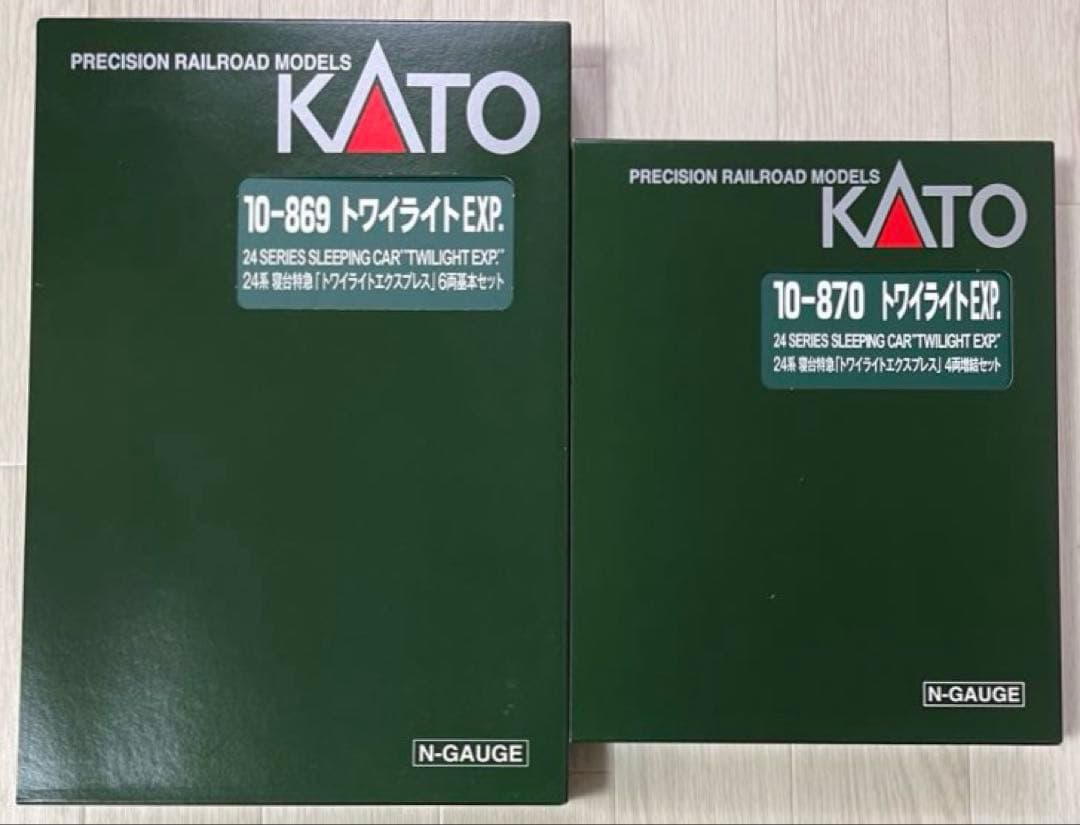 PRECISION RAILROAD MODELS
KATO
10-869 トワイライトEXP.
24 SERIES SLEEPING CAR"TWILIGHT EXP."
24系 寝台特急「トワイライトエクスプレス」6両基本セット
N-GAUGE
PRECISION RAILROAD MODELS
KATO
10-870 トワイライトEXP.
24 SERIES SLEEPING CAR"TWILIGHT EXP."
24系 寝台特急「トワイライトエクスプレス」4両増結セット
N-GAUGE